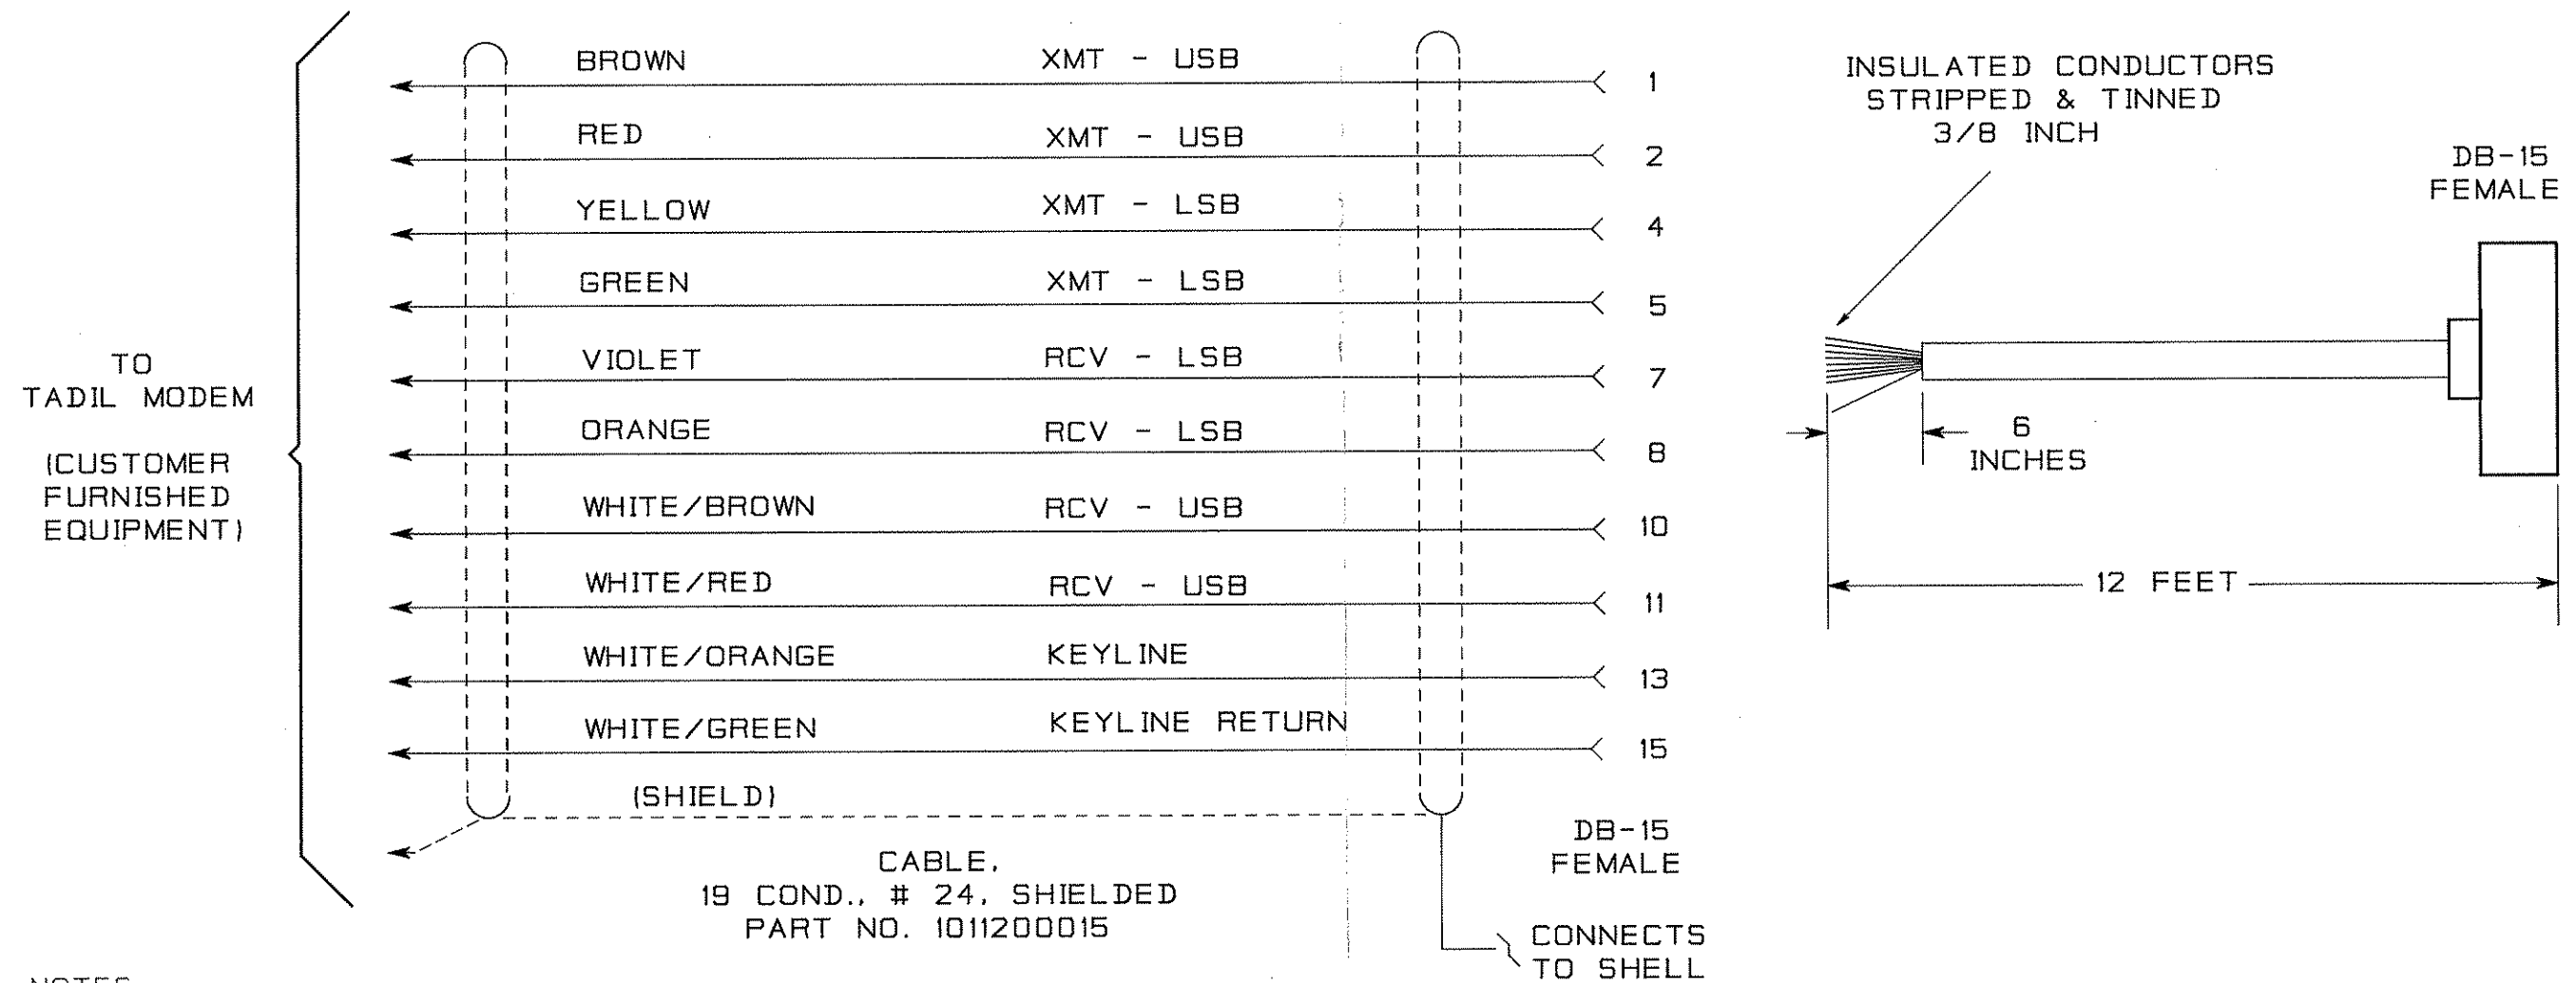 BROWN XMT - USB 1
RED XMT - USB 2
YELLOW XMT - LSB 4
GREEN XMT - LSB 5
VIOLET RCV - LSB 7
ORANGE RCV - LSB 8
WHITE/BROWN RCV - USB 10
WHITE/RED RCV - USB 11
WHITE/ORANGE KEYLINE 13
WHITE/GREEN KEYLINE RETURN 15
(SHIELD)
TO
TADIL MODEM
(CUSTOMER
FURNISHED
EQUIPMENT)
CABLE,
19 COND., # 24, SHIELDED
PART NO. 1011200015
DB-15
FEMALE
CONNECTS
TO SHELL
INSULATED CONDUCTORS
STRIPPED & TINNED
3/8 INCH
DB-15
FEMALE
6
INCHES
12 FEET
NOTES